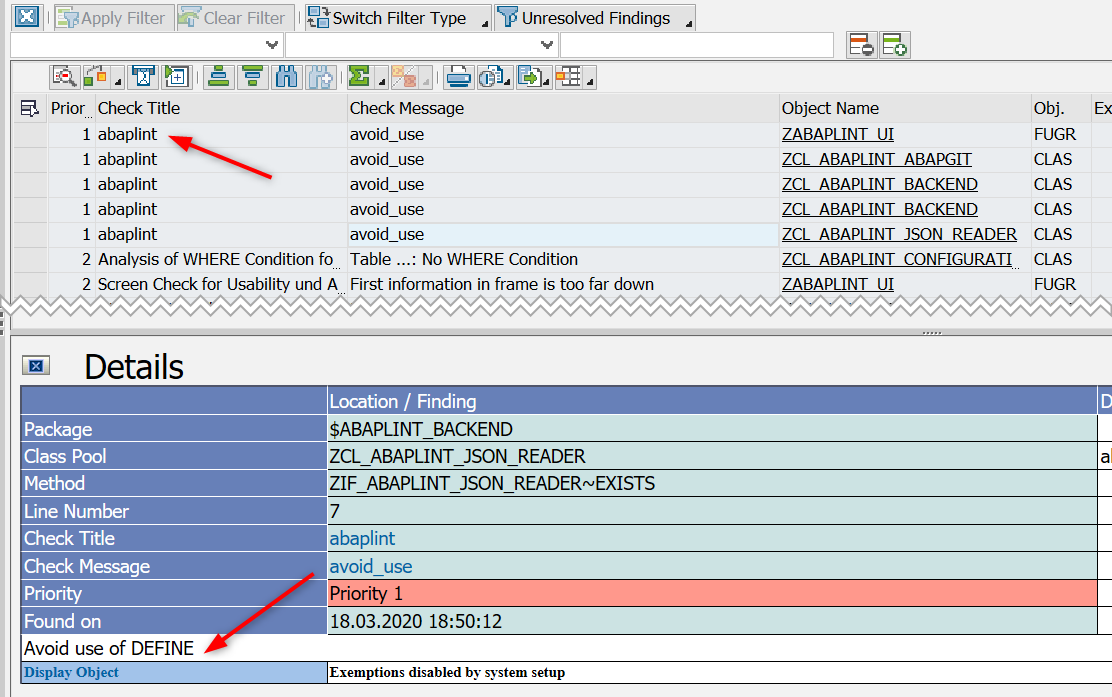 Apply Filter Clear Filter Switch Filter Type Unresolved Findings
Prior... Check Title Check Message Object Name Obj. Ex
1 abaplint avoid_use ZABAPLINT_UI FUGR
1 abaplint avoid_use ZCL_ABAPLINT_ABAPGIT CLAS
1 abaplint avoid_use ZCL_ABAPLINT_BACKEND CLAS
1 abaplint avoid_use ZCL_ABAPLINT_BACKEND CLAS
1 abaplint avoid_use ZCL_ABAPLINT_JSON_READER CLAS
2 Analysis of WHERE Condition fo... Table ...: No WHERE Condition ZCL_ABAPLINT_CONFIGURATI... CLAS
2 Screen Check for Usability und A... First information in frame is too far down ZABAPLINT_UI FUGR
Details
Location / Finding D
Package $ABAPLINT_BACKEND
Class Pool ZCL_ABAPLINT_JSON_READER al
Method ZIF_ABAPLINT_JSON_READER~EXISTS
Line Number 7
Check Title abaplint
Check Message avoid_use
Priority Priority 1
Found on 18.03.2020 18:50:12
Avoid use of DEFINE
Display Object Exemptions disabled by system setup